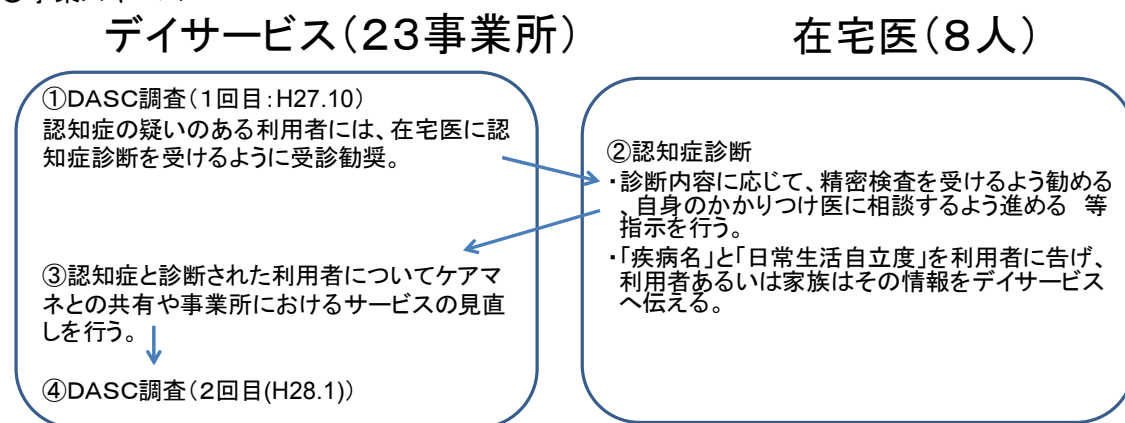 デイサービス(23事業所)
在宅医(8人)
①DASC調査(1回目:H27.10)
認知症の疑いのある利用者には、在宅医に認
知症診断を受けるように受診勧奨。
②認知症診断
・診断内容に応じて、精密検査を受けるよう勧める
、自身のかかりつけ医に相談するよう進める 等
指示を行う。
・「疾病名」と「日常生活自立度」を利用者に告げ、
利用者あるいは家族はその情報をデイサービス
へ伝える。
③認知症と診断された利用者についてケアマ
ネとの共有や事業所におけるサービスの見直
しを行う。
④DASC調査(2回目(H28.1))